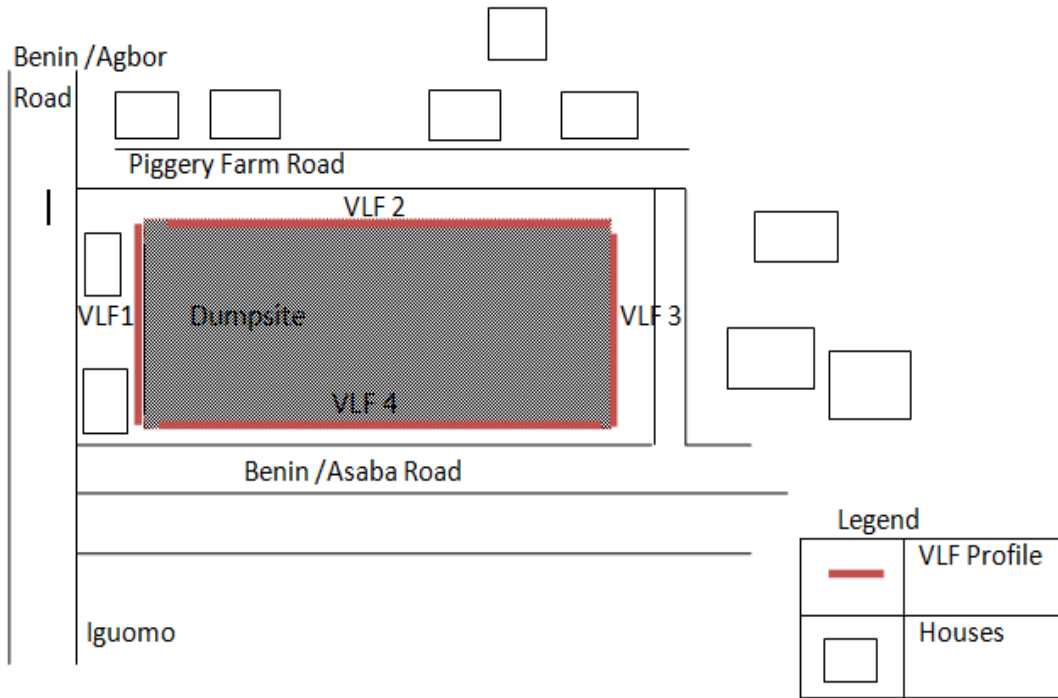 Benin /Agbor
Road
Piggery Farm Road
VLF 2
VLF1
Dumpsite
VLF 3
VLF 4
Benin /Asaba Road
Iguomo
Legend
VLF Profile
Houses